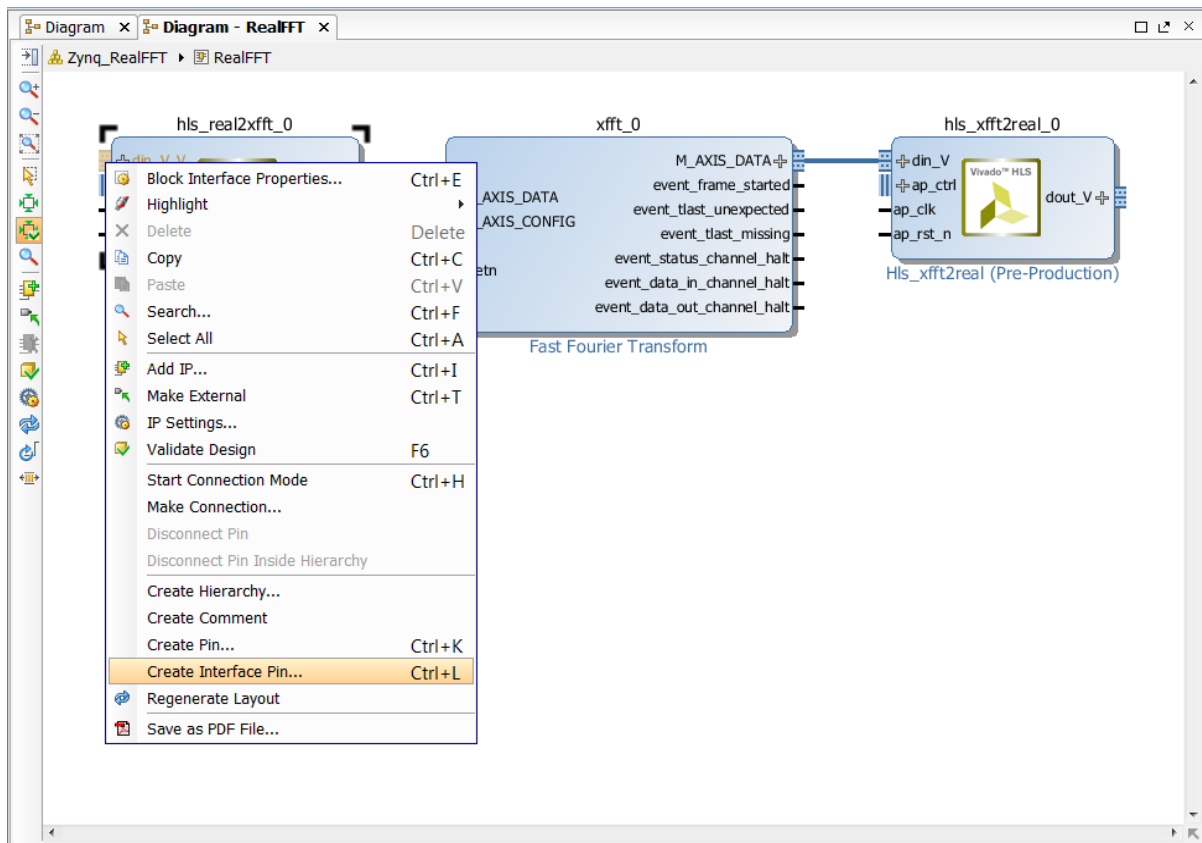 Diagram
Diagram - RealFFT
Zynq_RealFFT
RealFFT
hls_real2xfft_0
din_V_V
Block Interface Properties... Ctrl+E
Highlight
Delete Delete
Copy Ctrl+C
Paste Ctrl+V
Search... Ctrl+F
Select All Ctrl+A
Add IP... Ctrl+I
Make External Ctrl+T
IP Settings...
Validate Design F6
Start Connection Mode Ctrl+H
Make Connection...
Disconnect Pin
Disconnect Pin Inside Hierarchy
Create Hierarchy...
Create Comment
Create Pin... Ctrl+K
Create Interface Pin... Ctrl+L
Regenerate Layout
Save as PDF File...
xfft_0
_AXIS_DATA
_AXIS_CONFIG
etn
M_AXIS_DATA
event_frame_started
event_tlast_unexpected
event_tlast_missing
event_status_channel_halt
event_data_in_channel_halt
event_data_out_channel_halt
Fast Fourier Transform
hls_xfft2real_0
din_V
ap_ctrl
ap_clk
ap_rst_n
Vivado™ HLS
dout_V
Hls_xfft2real (Pre-Production)